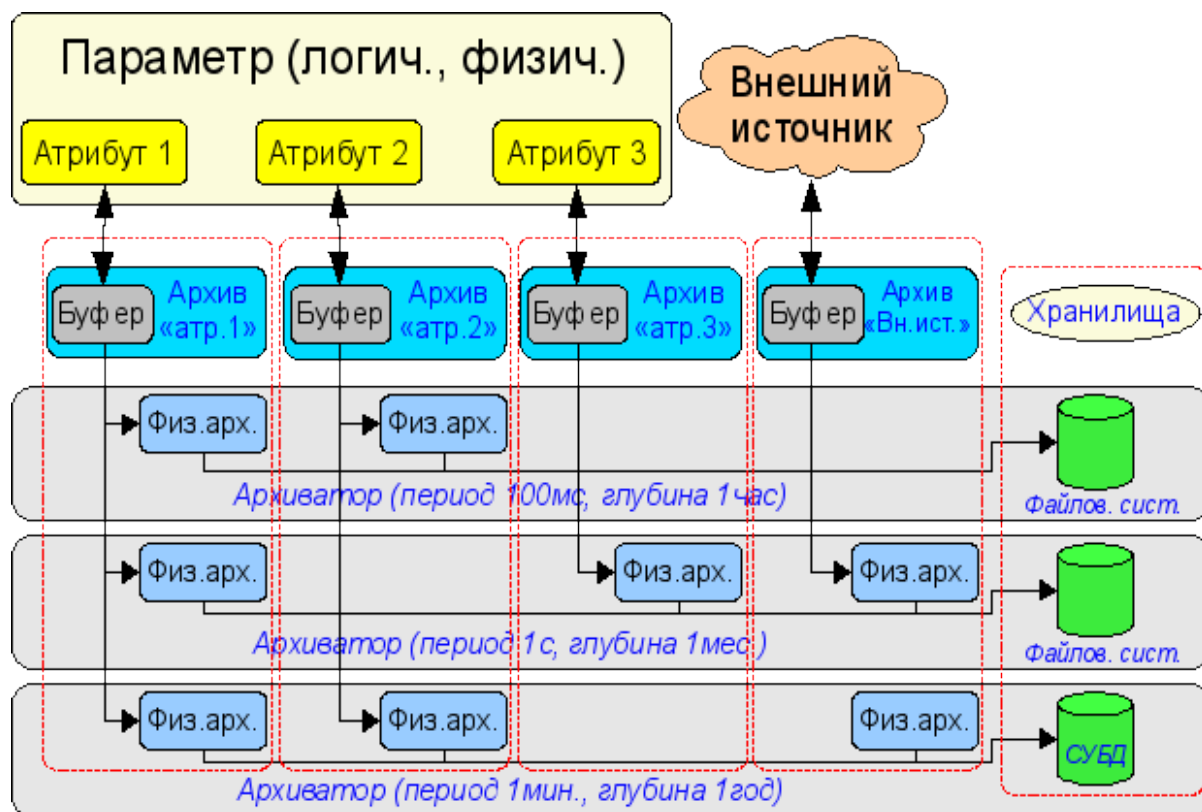 Параметр (логич., физич.)
Внешний
источник
Атрибут 1
Атрибут 2
Атрибут 3
Буфер
Архив
«атр.1»
Буфер
Архив
«атр.2»
Буфер
Архив
«атр.3»
Буфер
Архив
«Вн.ист.»
Хранилища
Физ.арх.
Физ.арх.
Архиватор (период 100мс, глубина 1час)
Файлов. сист.
Физ.арх.
Физ.арх.
Физ.арх.
Архиватор (период 1с, глубина 1мес.)
Файлов. сист.
Физ.арх.
Физ.арх.
Физ.арх.
СУБД
Архиватор (период 1мин., глубина 1год)